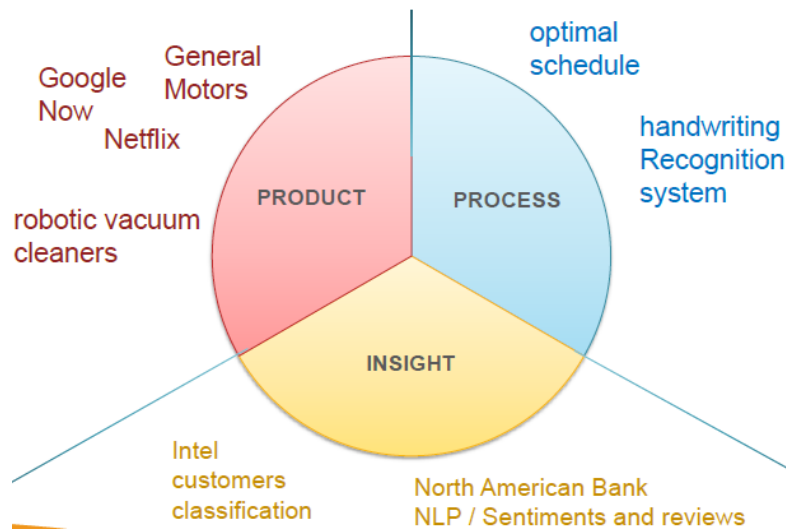 General
Motors
Google
Now
Netflix
robotic vacuum
cleaners
PRODUCT
optimal
schedule
handwriting
Recognition
system
PROCESS
INSIGHT
Intel
customers
classification
North American Bank
NLP / Sentiments and reviews